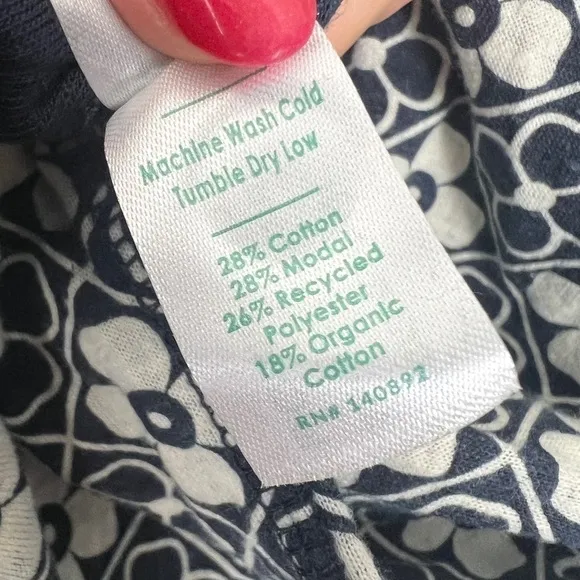 Machine Wash Cold
Tumble Dry Low
28% Cotton
28% Modal
26% Recycled
Polyester
18% Organic
Cotton
RN# 140892